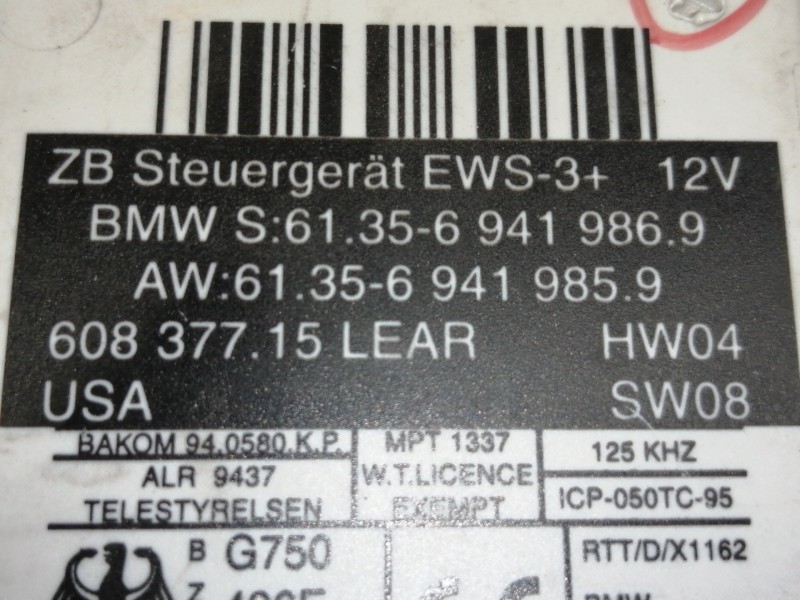 ZB Steuergerät EWS-3+ 12V
BMW S:61.35-6 941 986.9
AW:61.35-6 941 985.9
608 377.15 LEAR HW04
USA SW08
BAKOM 94.0580.K.P.
ALR 9437
TELESTYRELSEN
MPT 1337
W.T.LICENCE
EXEMPT
125 KHZ
ICP-050TC-95
B G750
Z
RTT/D/X1162
BMW